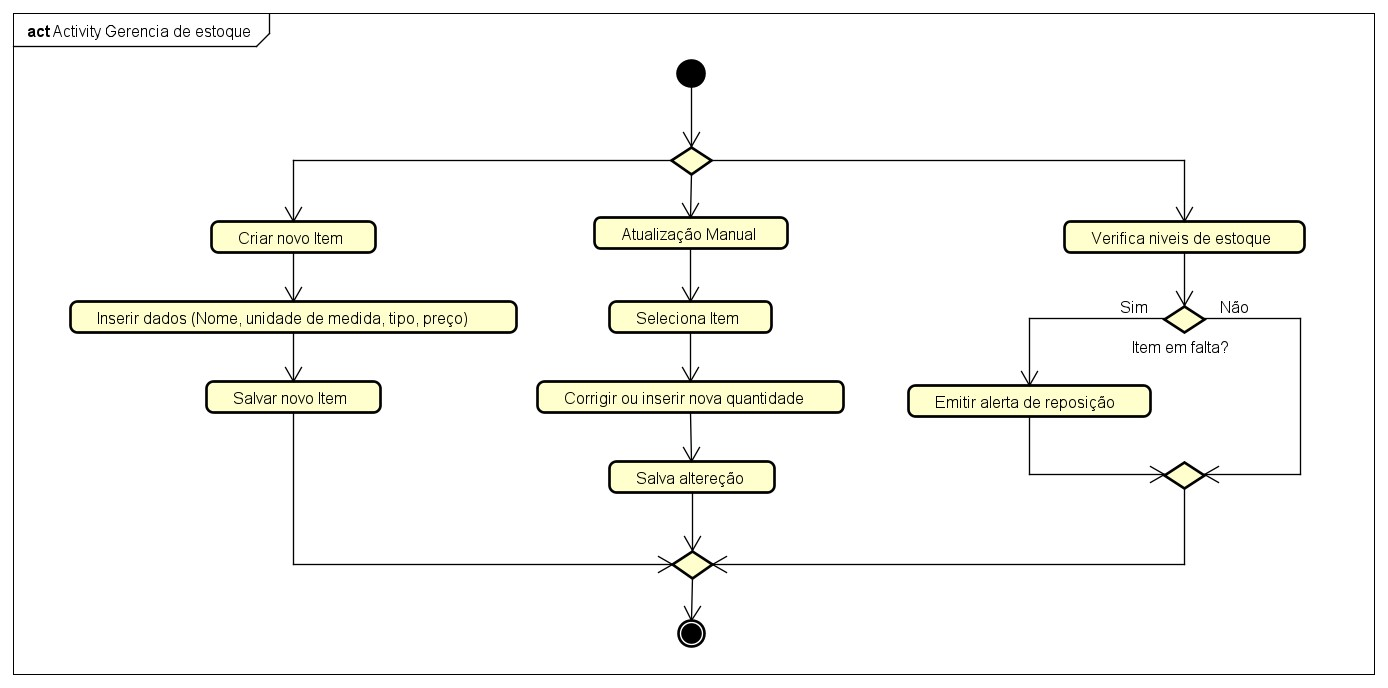 act Activity Gerencia de estoque
Criar novo Item
Atualização Manual
Verifica niveis de estoque
Inserir dados (Nome, unidade de medida, tipo, preço)
Seleciona Item
Sim
Não
Item em falta?
Salvar novo Item
Corrigir ou inserir nova quantidade
Emitir alerta de reposição
Salva altereção